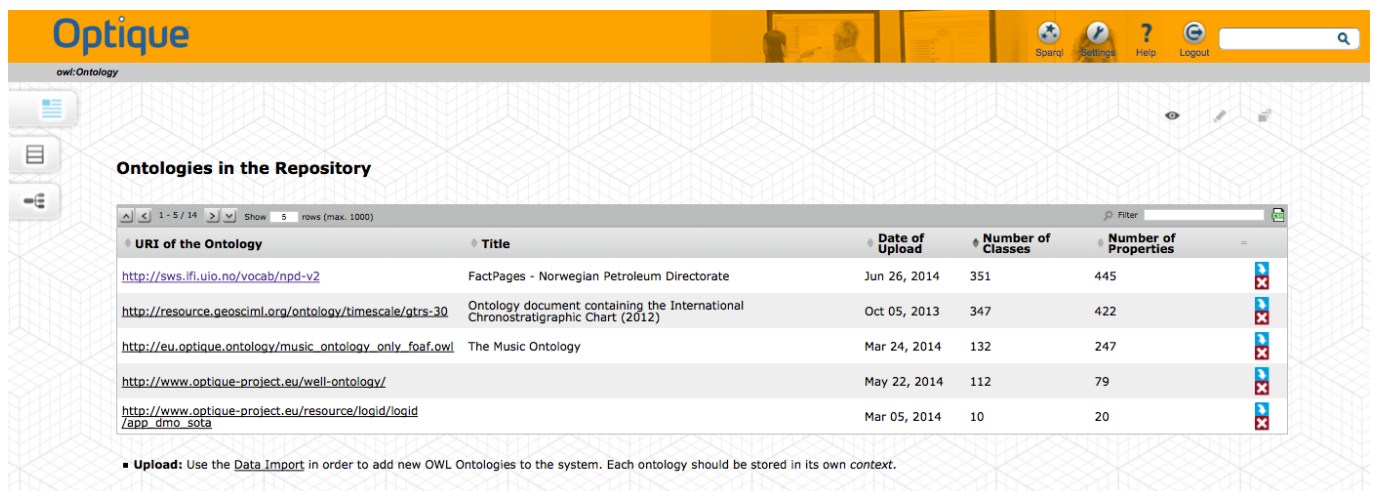 Optique
Sparql Settings Help Logout
owl:Ontology
Ontologies in the Repository
1 - 5 / 14 Show 5 rows (max. 1000) Filter
URI of the Ontology Title Date of Upload Number of Classes Number of Properties
http://sws.ifi.uio.no/vocab/npd-v2 FactPages - Norwegian Petroleum Directorate Jun 26, 2014 351 445
http://resource.geosciml.org/ontology/timescale/gtrs-30 Ontology document containing the International
Chronostratigraphic Chart (2012) Oct 05, 2013 347 422
http://eu.optique.ontology/music_ontology_only_foaf.owl The Music Ontology Mar 24, 2014 132 247
http://www.optique-project.eu/well-ontology/ May 22, 2014 112 79
http://www.optique-project.eu/resource/logid/logid
/app_dmo_sota Mar 05, 2014 10 20
Upload: Use the Data Import in order to add new OWL Ontologies to the system. Each ontology should be stored in its own context.